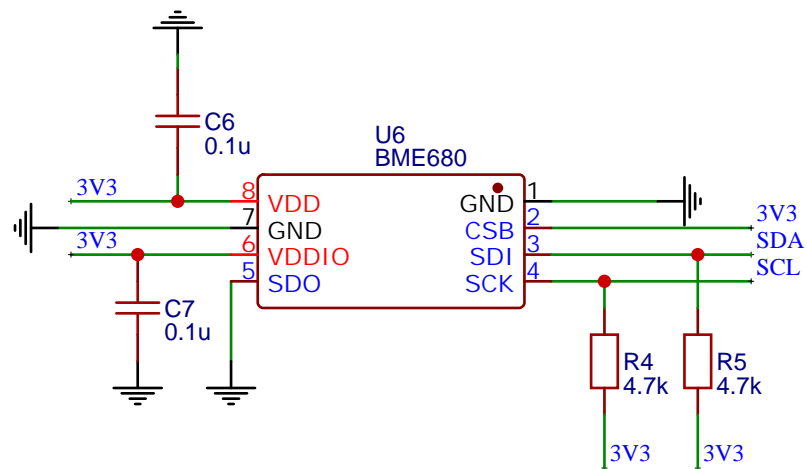 C6
0.1u
U6
BME680
3V3
8
VDD
7
GND
3V3
6
VDDIO
5
SDO
1
GND
2
CSB
3V3
3
SDI
SDA
4
SCK
SCL
C7
0.1u
R4
4.7k
R5
4.7k
3V3
3V3